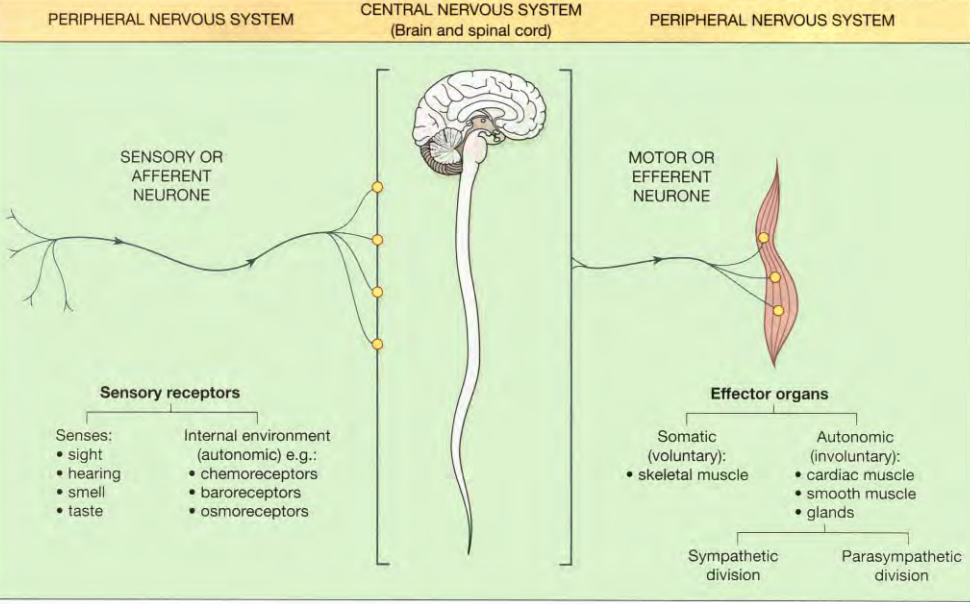 PERIPHERAL NERVOUS SYSTEM
CENTRAL NERVOUS SYSTEM
(Brain and spinal cord)
PERIPHERAL NERVOUS SYSTEM
SENSORY OR
AFFERENT
NEURONE
MOTOR OR
EFFERENT
NEURONE
Sensory receptors
Senses:
• sight
• hearing
• smell
• taste
Internal environment
(autonomic) e.g.:
• chemoreceptors
• baroreceptors
• osmoreceptors
Effector organs
Somatic
(voluntary):
• skeletal muscle
Autonomic
(involuntary):
• cardiac muscle
• smooth muscle
• glands
Sympathetic
division
Parasympathetic
division